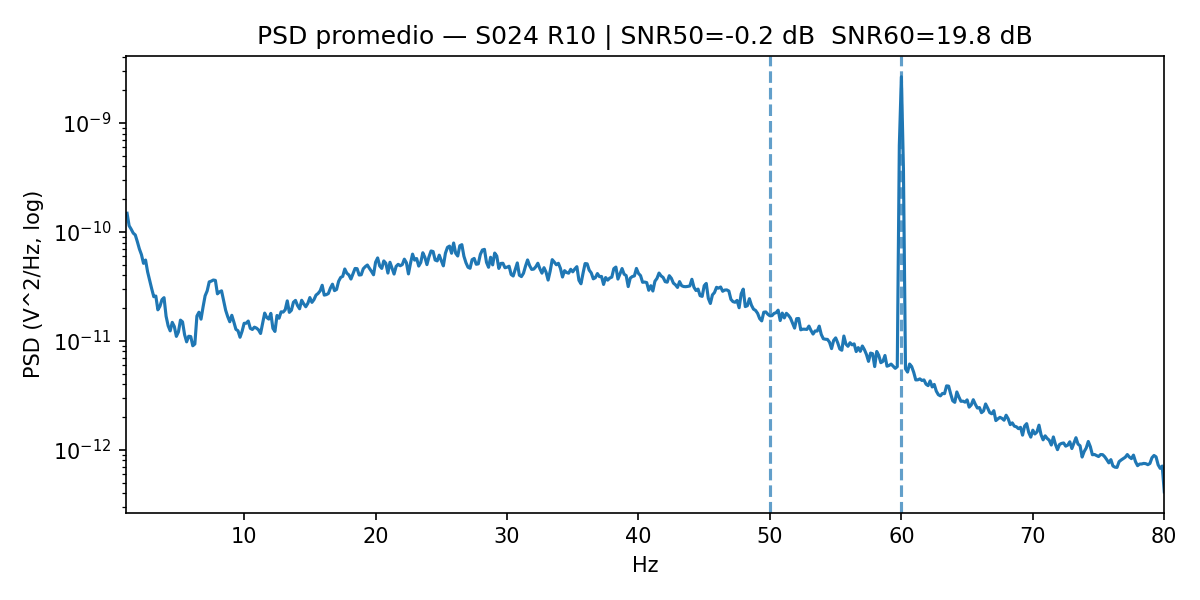 PSD promedio — S024 R10 | SNR50=-0.2 dB  SNR60=19.8 dB
PSD (V^2/Hz, log)
10⁻⁹
10⁻¹⁰
10⁻¹¹
10⁻¹²
10 20 30 40 50 60 70 80
Hz